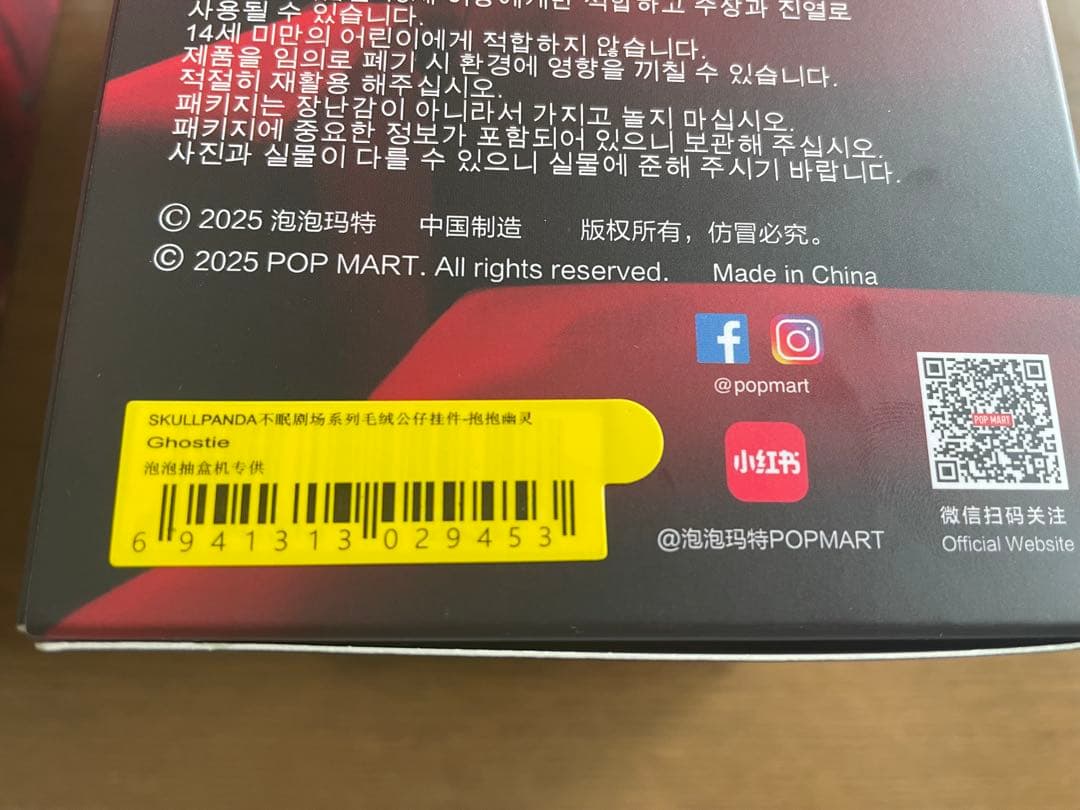 적합하고 소장과 진열로
사용될 수 있습니다.
14세 미만의 어린이에게 적합하지 않습니다.
제품을 임의로 폐기 시 환경에 영향을 끼칠 수 있습니다.
적절히 재활용 해주십시오.
패키지는 장난감이 아니라서 가지고 놀지 마십시오.
패키지에 중요한 정보가 포함되어 있으니 보관해 주십시오.
사진과 실물이 다를 수 있으니 실물에 준해 주시기 바랍니다.
© 2025 泡泡玛特 中国制造 版权所有，仿冒必究。
© 2025 POP MART. All rights reserved. Made in China
@popmart
SKULLPANDA不眠剧场系列毛绒公仔挂件-抱抱幽灵
Ghostie
泡泡抽盒机专供
6 941313 029453
小红书
@泡泡玛特POPMART
POP MART
微信扫码关注
Official Website